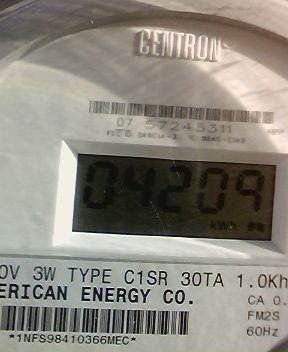 CENTRON
07 57245311
04209
0V 3W TYPE C1SR 30TA 1.0Kh
ERICAN ENERGY CO.
CA 0.
FM2S
*1NFS98410366MEC*
60Hz